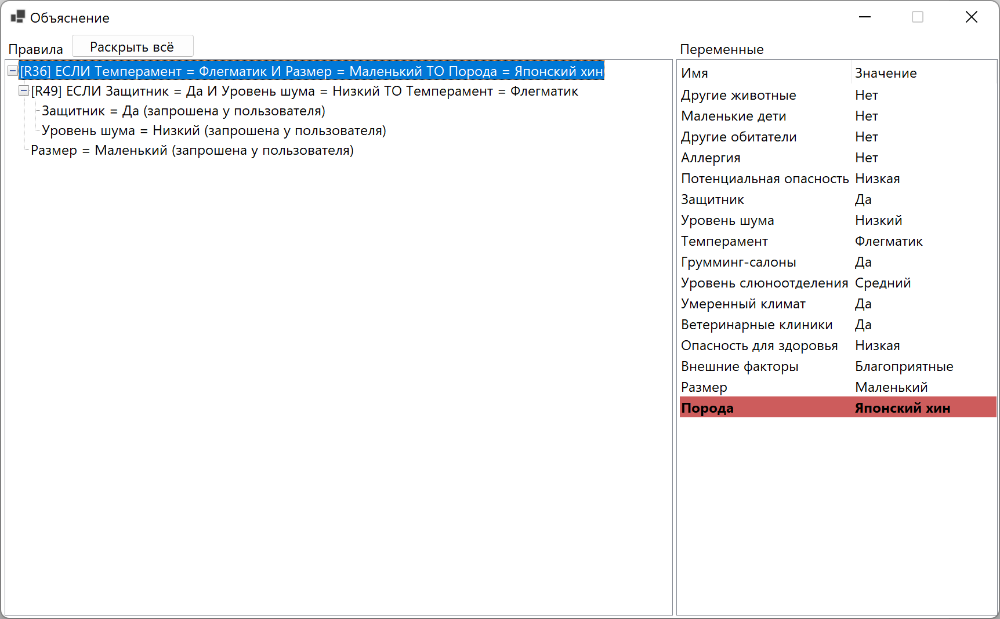 Объяснение
Правила
Раскрыть всё
[R36] ЕСЛИ Темперамент = Флегматик И Размер = Маленький ТО Порода = Японский хин
[R49] ЕСЛИ Защитник = Да И Уровень шума = Низкий ТО Темперамент = Флегматик
Защитник = Да (запрошена у пользователя)
Уровень шума = Низкий (запрошена у пользователя)
Размер = Маленький (запрошена у пользователя)
Переменные
Имя Значение
Другие животные Нет
Маленькие дети Нет
Другие обитатели Нет
Аллергия Нет
Потенциальная опасность Низкая
Защитник Да
Уровень шума Низкий
Темперамент Флегматик
Грумминг-салоны Да
Уровень слюноотделения Средний
Умеренный климат Да
Ветеринарные клиники Да
Опасность для здоровья Низкая
Внешние факторы Благоприятные
Размер Маленький
Порода Японский хин